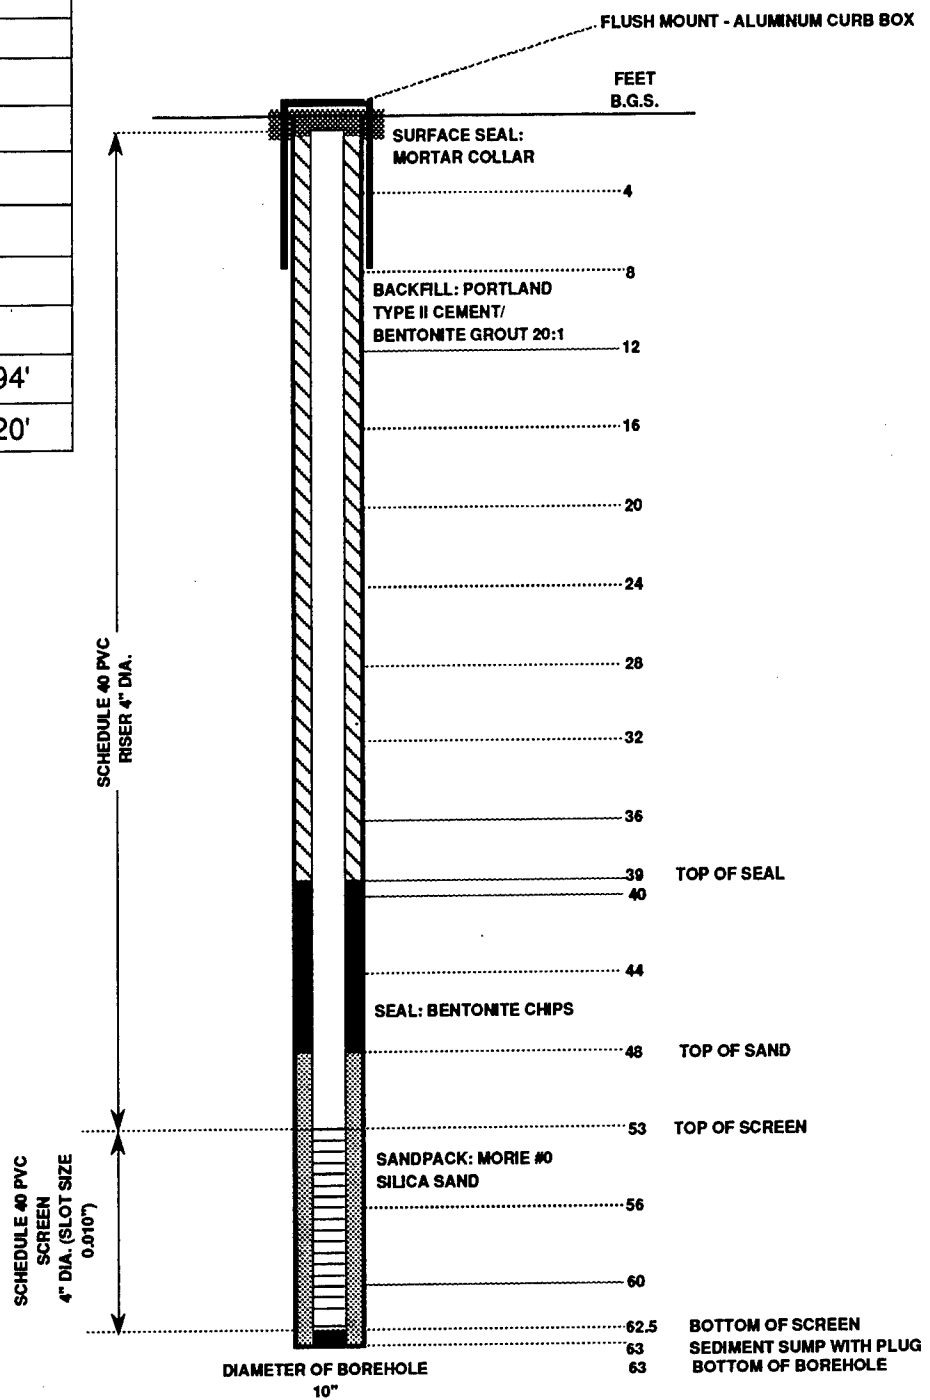 FLUSH MOUNT - ALUMINUM CURB BOX
FEET
B.G.S.
SURFACE SEAL:
MORTAR COLLAR
4
8
BACKFILL: PORTLAND
TYPE II CEMENT/
BENTONITE GROUT 20:1
12
94'
16
20'
20
24
28
SCHEDULE 40 PVC
RISER 4" DIA.
32
36
39 TOP OF SEAL
40
44
SEAL: BENTONITE CHIPS
48 TOP OF SAND
53 TOP OF SCREEN
SANDPACK: MORIE #0
SILICA SAND
56
SCHEDULE 40 PVC
SCREEN
4" DIA. (SLOT SIZE
0.010")
60
62.5 BOTTOM OF SCREEN
63 SEDIMENT SUMP WITH PLUG
63 BOTTOM OF BOREHOLE
DIAMETER OF BOREHOLE
10"